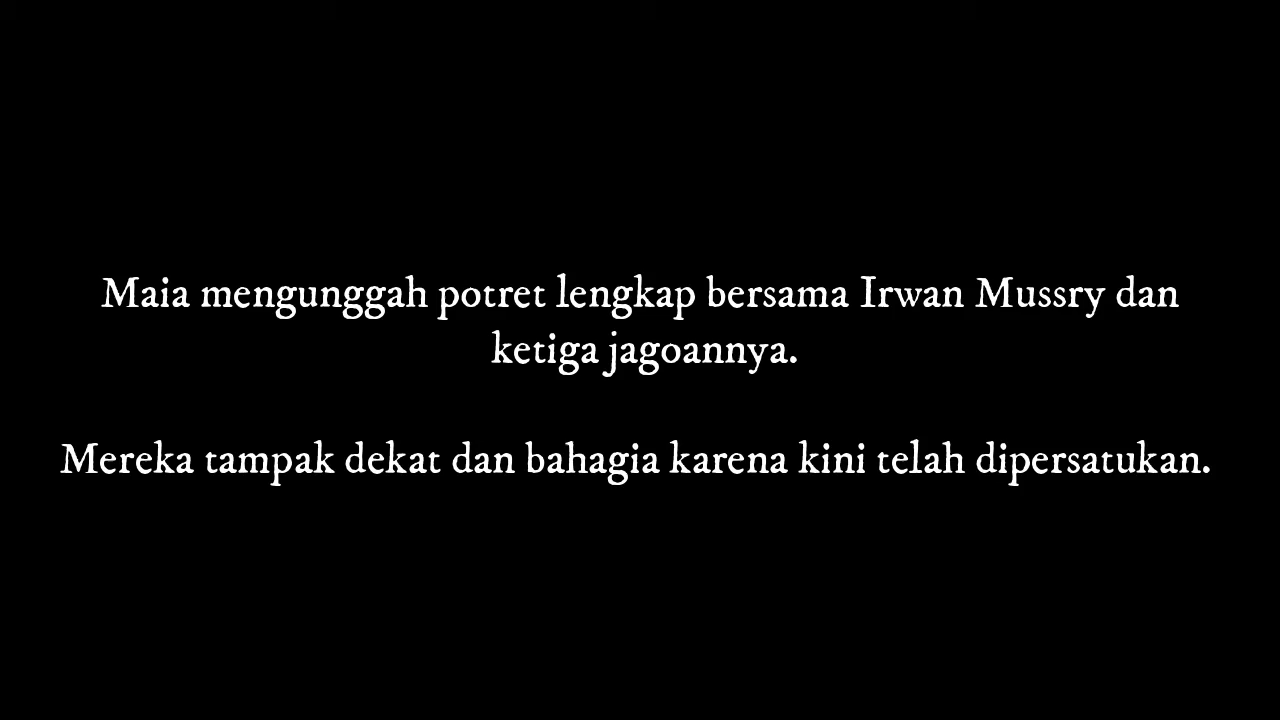 Maia mengunggah potret lengkap bersama Irwan Mussry dan
ketiga jagoannya.
Mereka tampak dekat dan bahagia karena kini telah dipersatukan.